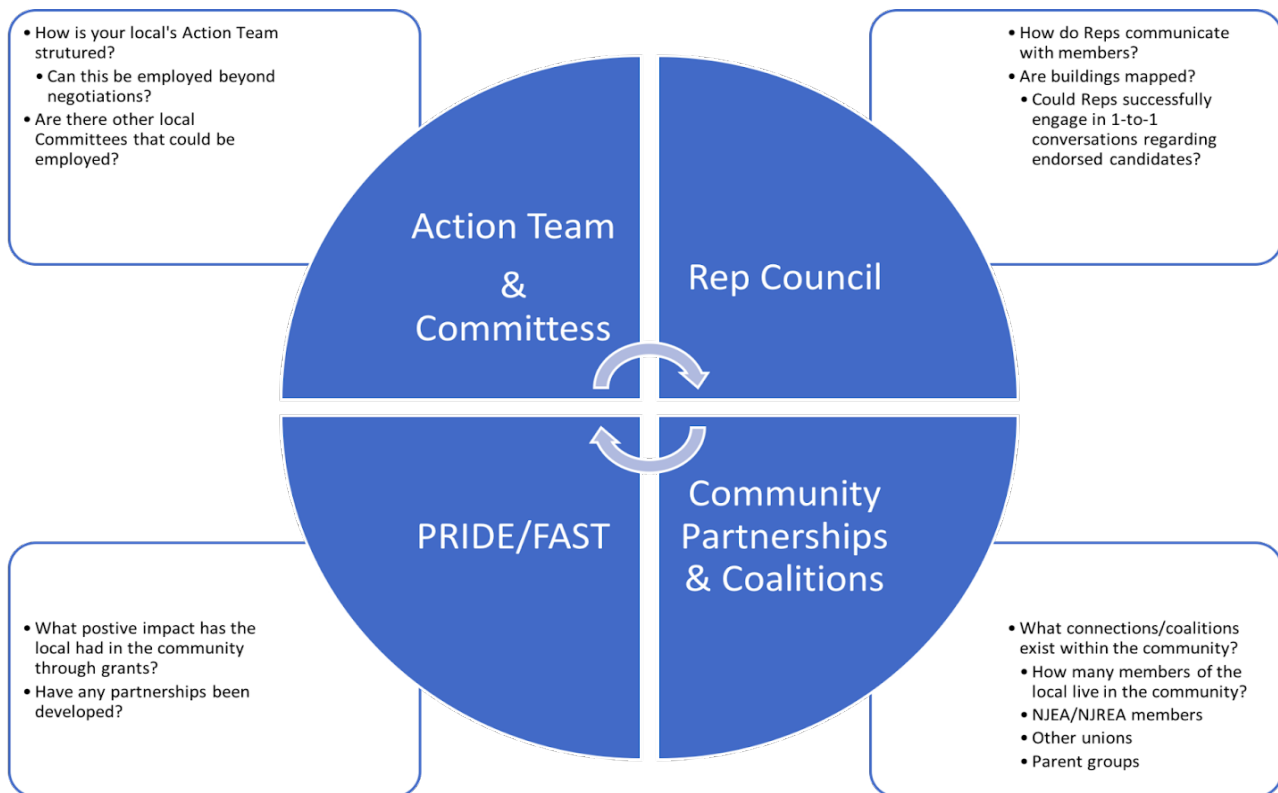 • How is your local's Action Team
strutured?
• Can this be employed beyond
negotiations?
• Are there other local
Committees that could be
employed?
• How do Reps communicate
with members?
• Are buildings mapped?
• Could Reps successfully
engage in 1-to-1
conversations regarding
endorsed candidates?
Action Team
&
Committess
Rep Council
PRIDE/FAST
Community
Partnerships
& Coalitions
• What postive impact has the
local had in the community
through grants?
• Have any partnerships been
developed?
• What connections/coalitions
exist within the community?
• How many members of the
local live in the community?
• NJEA/NJREA members
• Other unions
• Parent groups